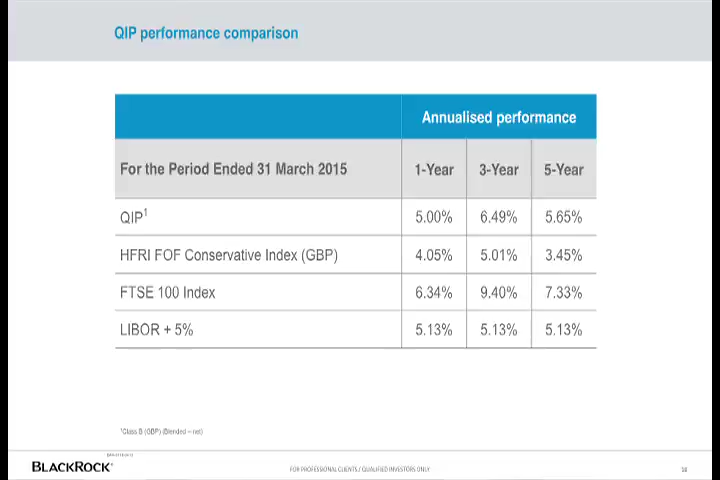 QIP performance comparison
Annualised performance
For the Period Ended 31 March 2015 1-Year 3-Year 5-Year
QIP1 5.00% 6.49% 5.65%
HFRI FOF Conservative Index (GBP) 4.05% 5.01% 3.45%
FTSE 100 Index 6.34% 9.40% 7.33%
LIBOR + 5% 5.13% 5.13% 5.13%
1Class B (GBP) (Blended – net)
BLACKROCK®
FOR PROFESSIONAL CLIENTS / QUALIFIED INVESTORS ONLY